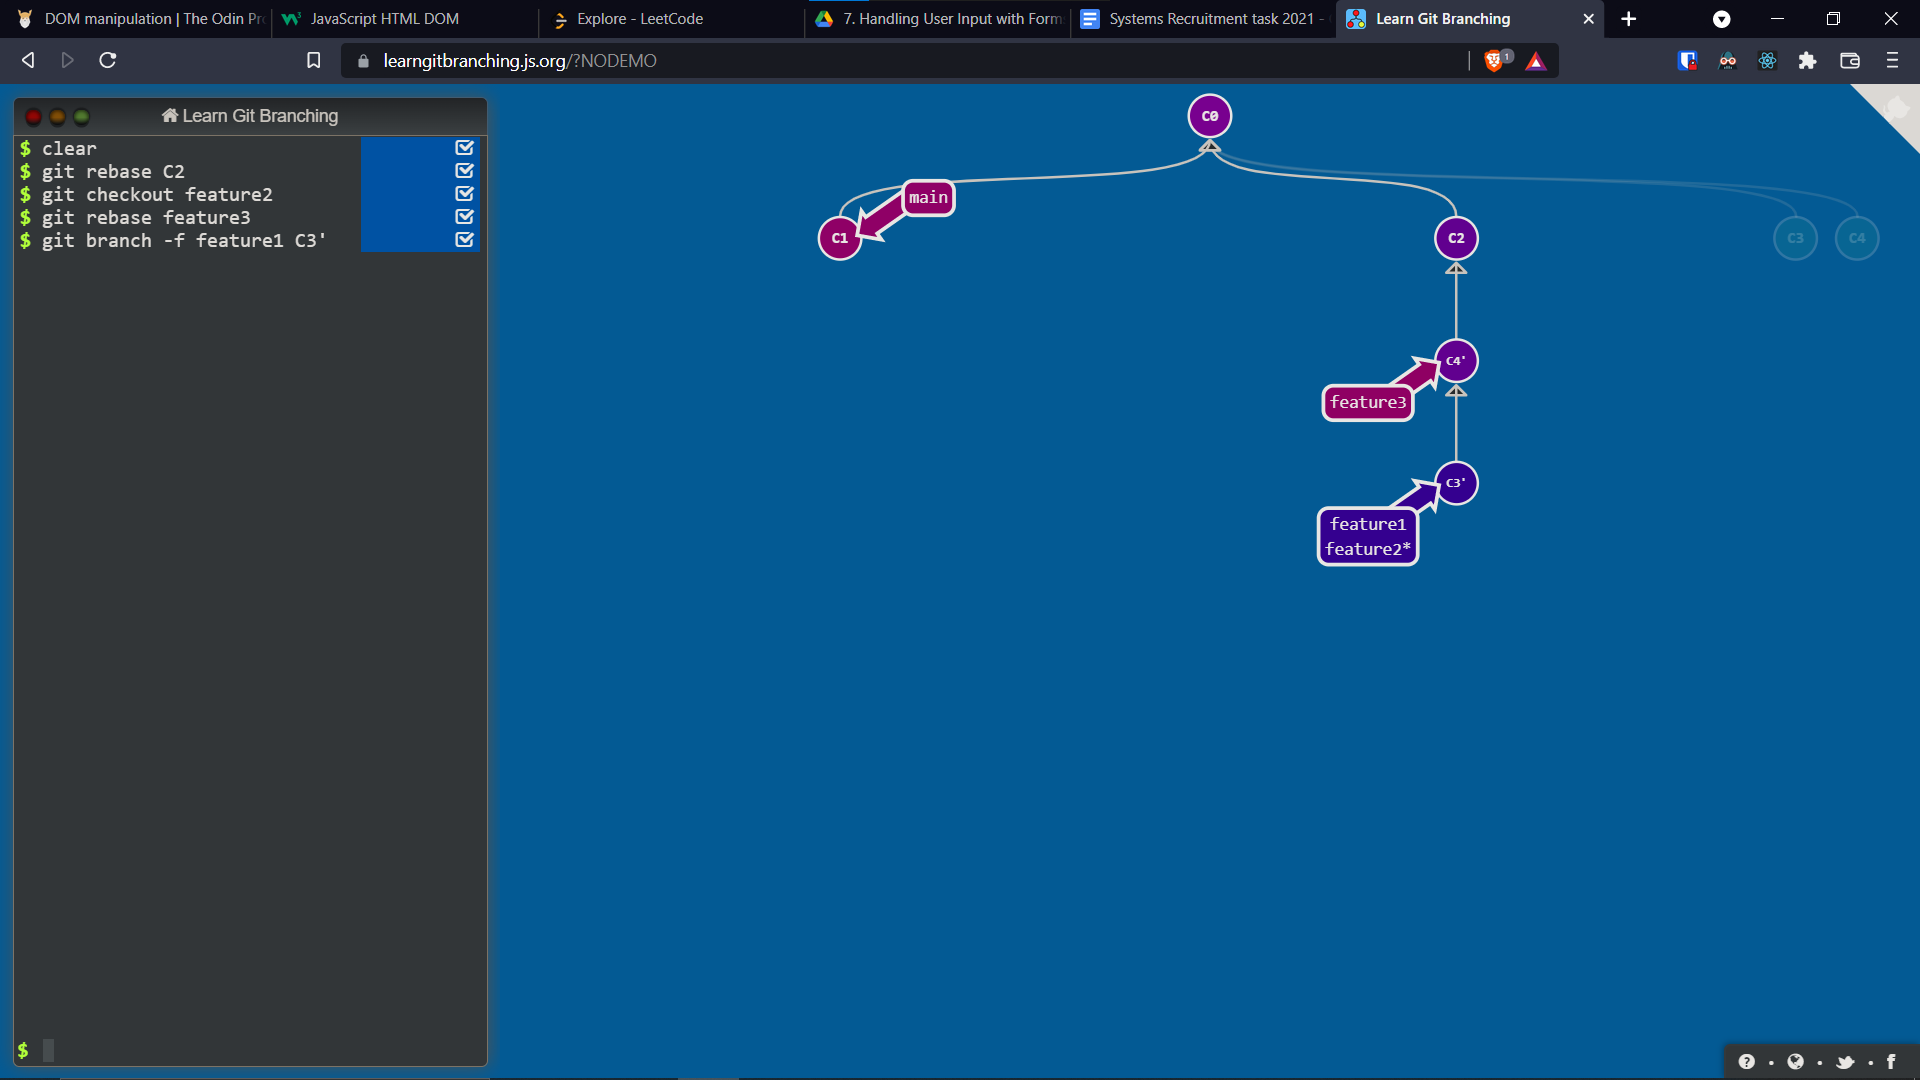 DOM manipulation | The Odin Pro
JavaScript HTML DOM
Explore - LeetCode
7. Handling User Input with Form
Systems Recruitment task 2021 -
Learn Git Branching
learngitbranching.js.org/?NODEMO
1
Learn Git Branching
$ clear
$ git rebase C2
$ git checkout feature2
$ git rebase feature3
$ git branch -f feature1 C3'
$
C0
main
C1
C2
C3
C4
C4'
feature3
C3'
feature1
feature2*